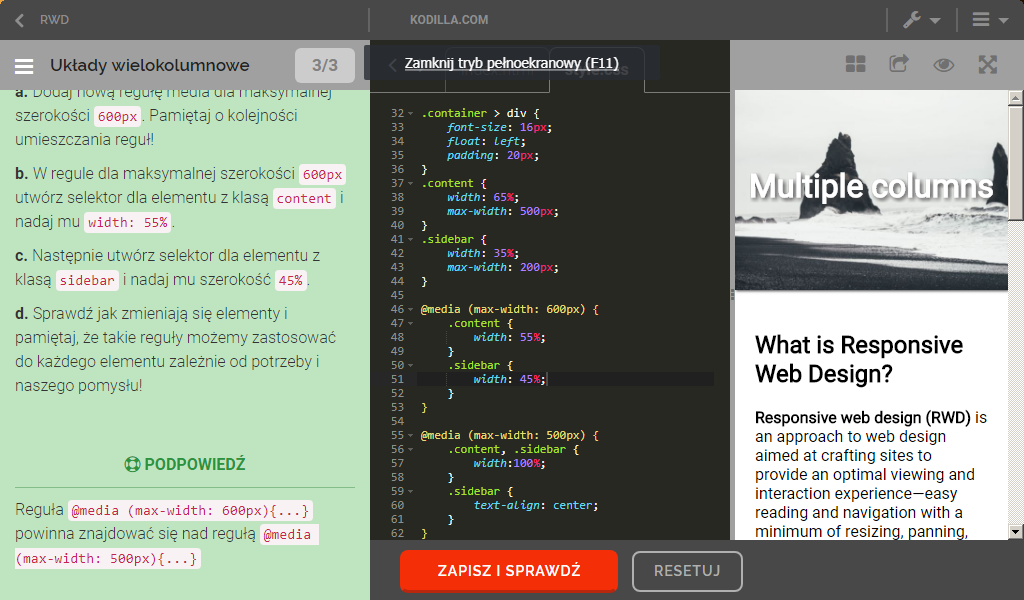 RWD
KODILLA.COM
Układy wielokolumnowe
3/3
Zamknij tryb pełnoekranowy (F11)
style.css
a. Dodaj nową regułę media dla maksymalnej
szerokości 600px. Pamiętaj o kolejności
umieszczania reguł!
b. W regule dla maksymalnej szerokości 600px
utwórz selektor dla elementu z klasą content i
nadaj mu width: 55%.
c. Następnie utwórz selektor dla elementu z
klasą sidebar i nadaj mu szerokość 45%.
d. Sprawdź jak zmieniają się elementy i
pamiętaj, że takie reguły możemy zastosować
do każdego elementu zależnie od potrzeby i
naszego pomysłu!
PODPOWIEDŹ
Reguła @media (max-width: 600px){...}
powinna znajdować się nad regułą @media
(max-width: 500px){...}
32 .container > div {
33 font-size: 16px;
34 float: left;
35 padding: 20px;
36 }
37 .content {
38 width: 65%;
39 max-width: 500px;
40 }
41 .sidebar {
42 width: 35%;
43 max-width: 200px;
44 }
45
46 @media (max-width: 600px) {
47 .content {
48 width: 55%;
49 }
50 .sidebar {
51 width: 45%;
52 }
53 }
54
55 @media (max-width: 500px) {
56 .content, .sidebar {
57 width:100%;
58 }
59 .sidebar {
60 text-align: center;
61 }
62 }
ZAPISZ I SPRAWDŹ
RESETUJ
Multiple columns
What is Responsive
Web Design?
Responsive web design (RWD) is
an approach to web design
aimed at crafting sites to
provide an optimal viewing and
interaction experience—easy
reading and navigation with a
minimum of resizing, panning,